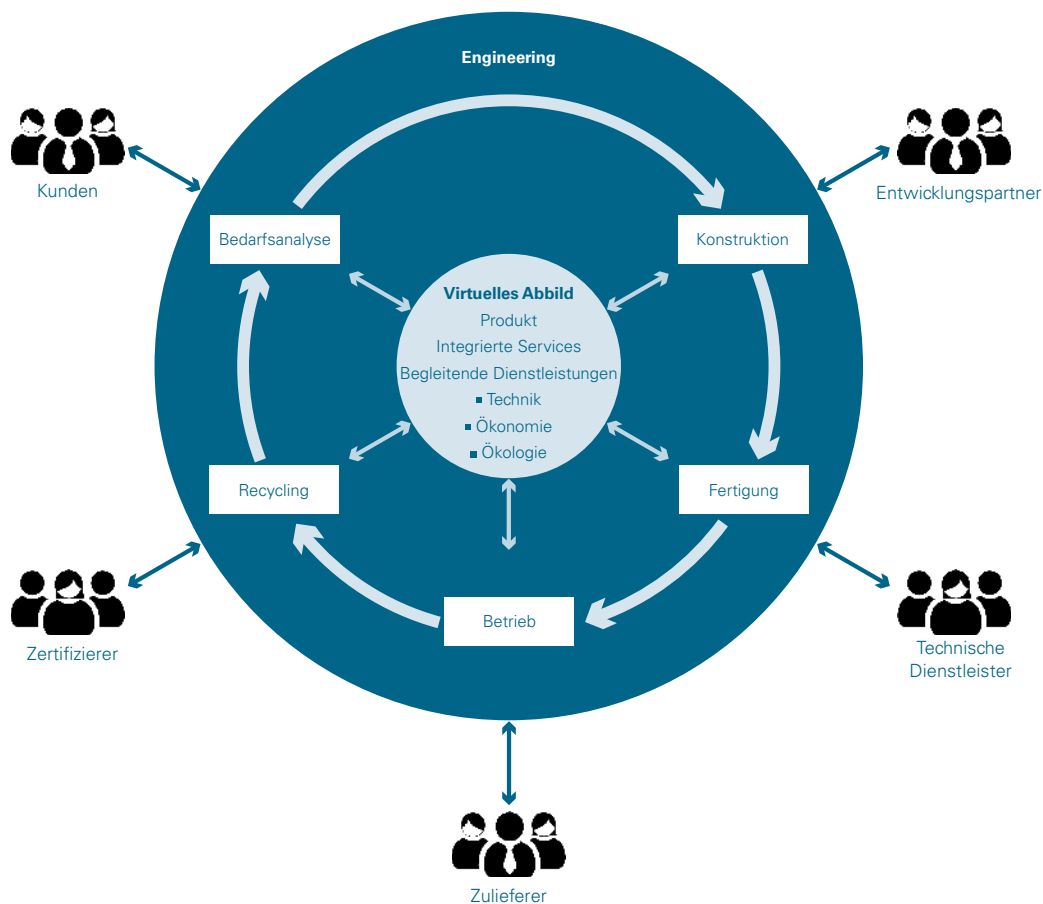 Engineering
Kunden
Entwicklungspartner
Bedarfsanalyse
Konstruktion
Virtuelles Abbild
Produkt
Integrierte Services
Begleitende Dienstleistungen
▪ Technik
▪ Ökonomie
▪ Ökologie
Recycling
Fertigung
Betrieb
Zertifizierer
Technische
Dienstleister
Zulieferer